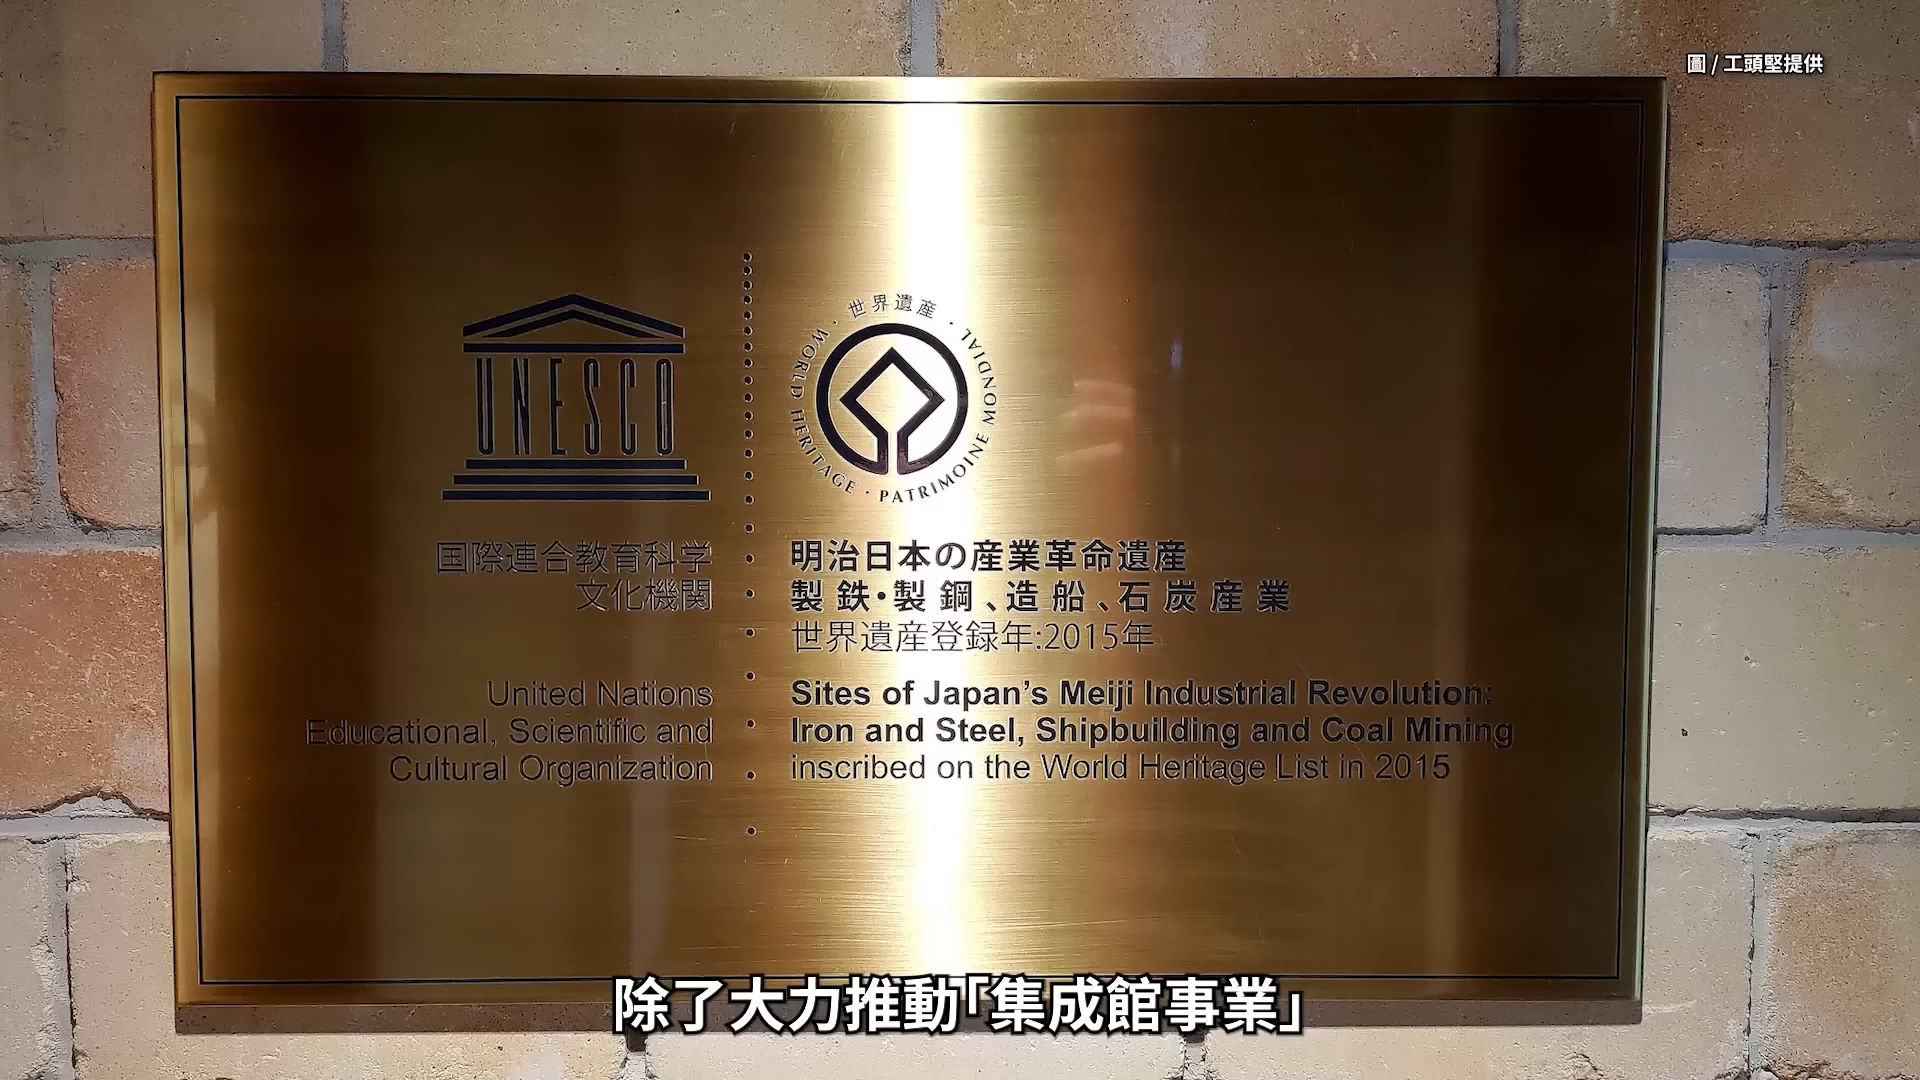 圖 / 工頭堅提供
UNESCO
世界遺産 · WORLD HERITAGE · PATRIMOINE MONDIAL ·
国際連合教育科学
文化機関
明治日本の産業革命遺産
製鉄・製鋼、造船、石炭産業
世界遺産登録年:2015年
United Nations
Educational, Scientific and
Cultural Organization
Sites of Japan's Meiji Industrial Revolution:
Iron and Steel, Shipbuilding and Coal Mining
inscribed on the World Heritage List in 2015
除了大力推動「集成館事業」